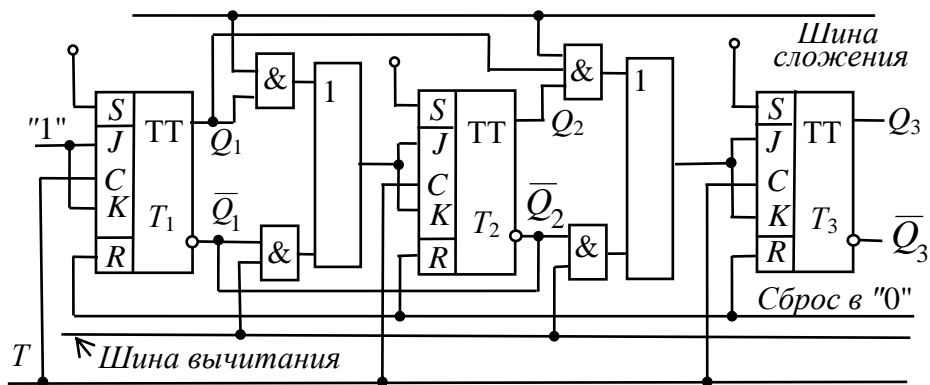 Шина
сложения
"1"
S
J
C
K
R
TT
T1
Q1
Q̅1
&
&
1
S
J
C
K
R
TT
T2
Q2
Q̅2
&
&
1
S
J
C
K
R
TT
T3
Q3
Q̅3
Сброс в "0"
Шина вычитания
T